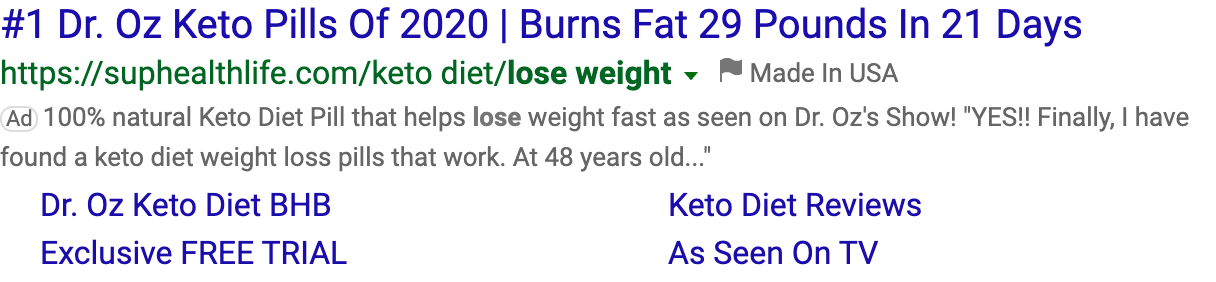 #1 Dr. Oz Keto Pills Of 2020 | Burns Fat 29 Pounds In 21 Days
https://suphealthlife.com/keto diet/lose weight Made In USA
Ad 100% natural Keto Diet Pill that helps lose weight fast as seen on Dr. Oz's Show! "YES!! Finally, I have
found a keto diet weight loss pills that work. At 48 years old..."
Dr. Oz Keto Diet BHB Keto Diet Reviews
Exclusive FREE TRIAL As Seen On TV